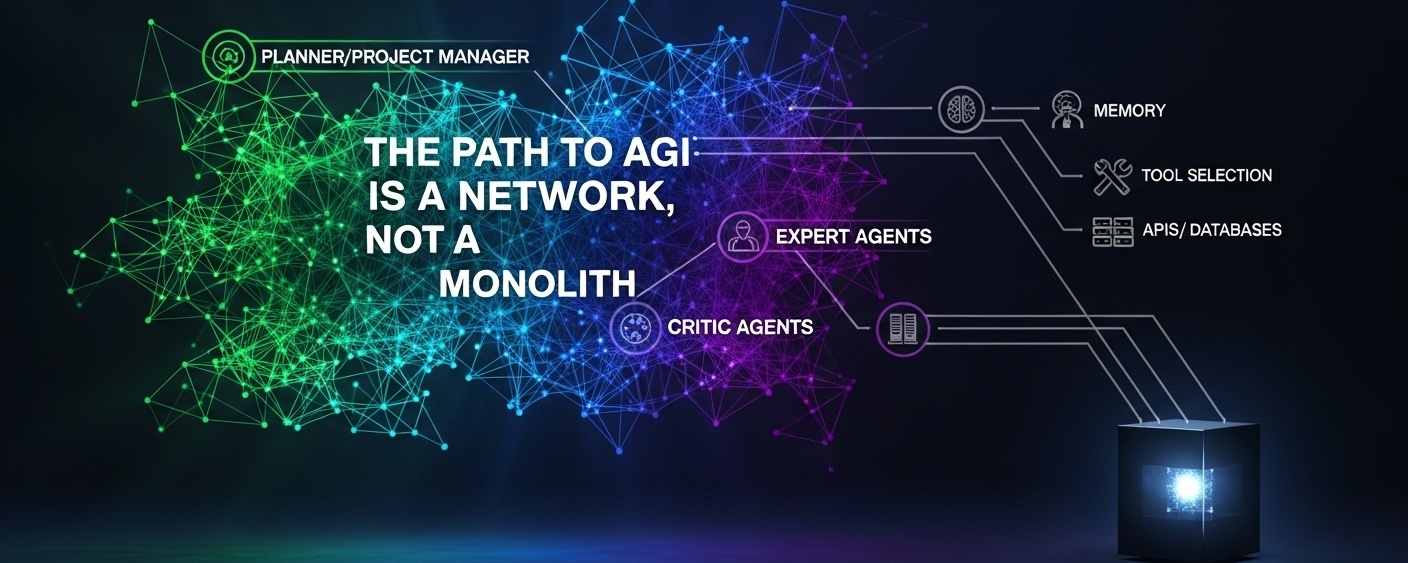 PLANNER/PROJECT MANAGER
THE PATH TO AGI
IS A NETWORK,
NOT A
MONOLITH
EXPERT AGENTS
CRITIC AGENTS
MEMORY
TOOL SELECTION
APIS/ DATABASES